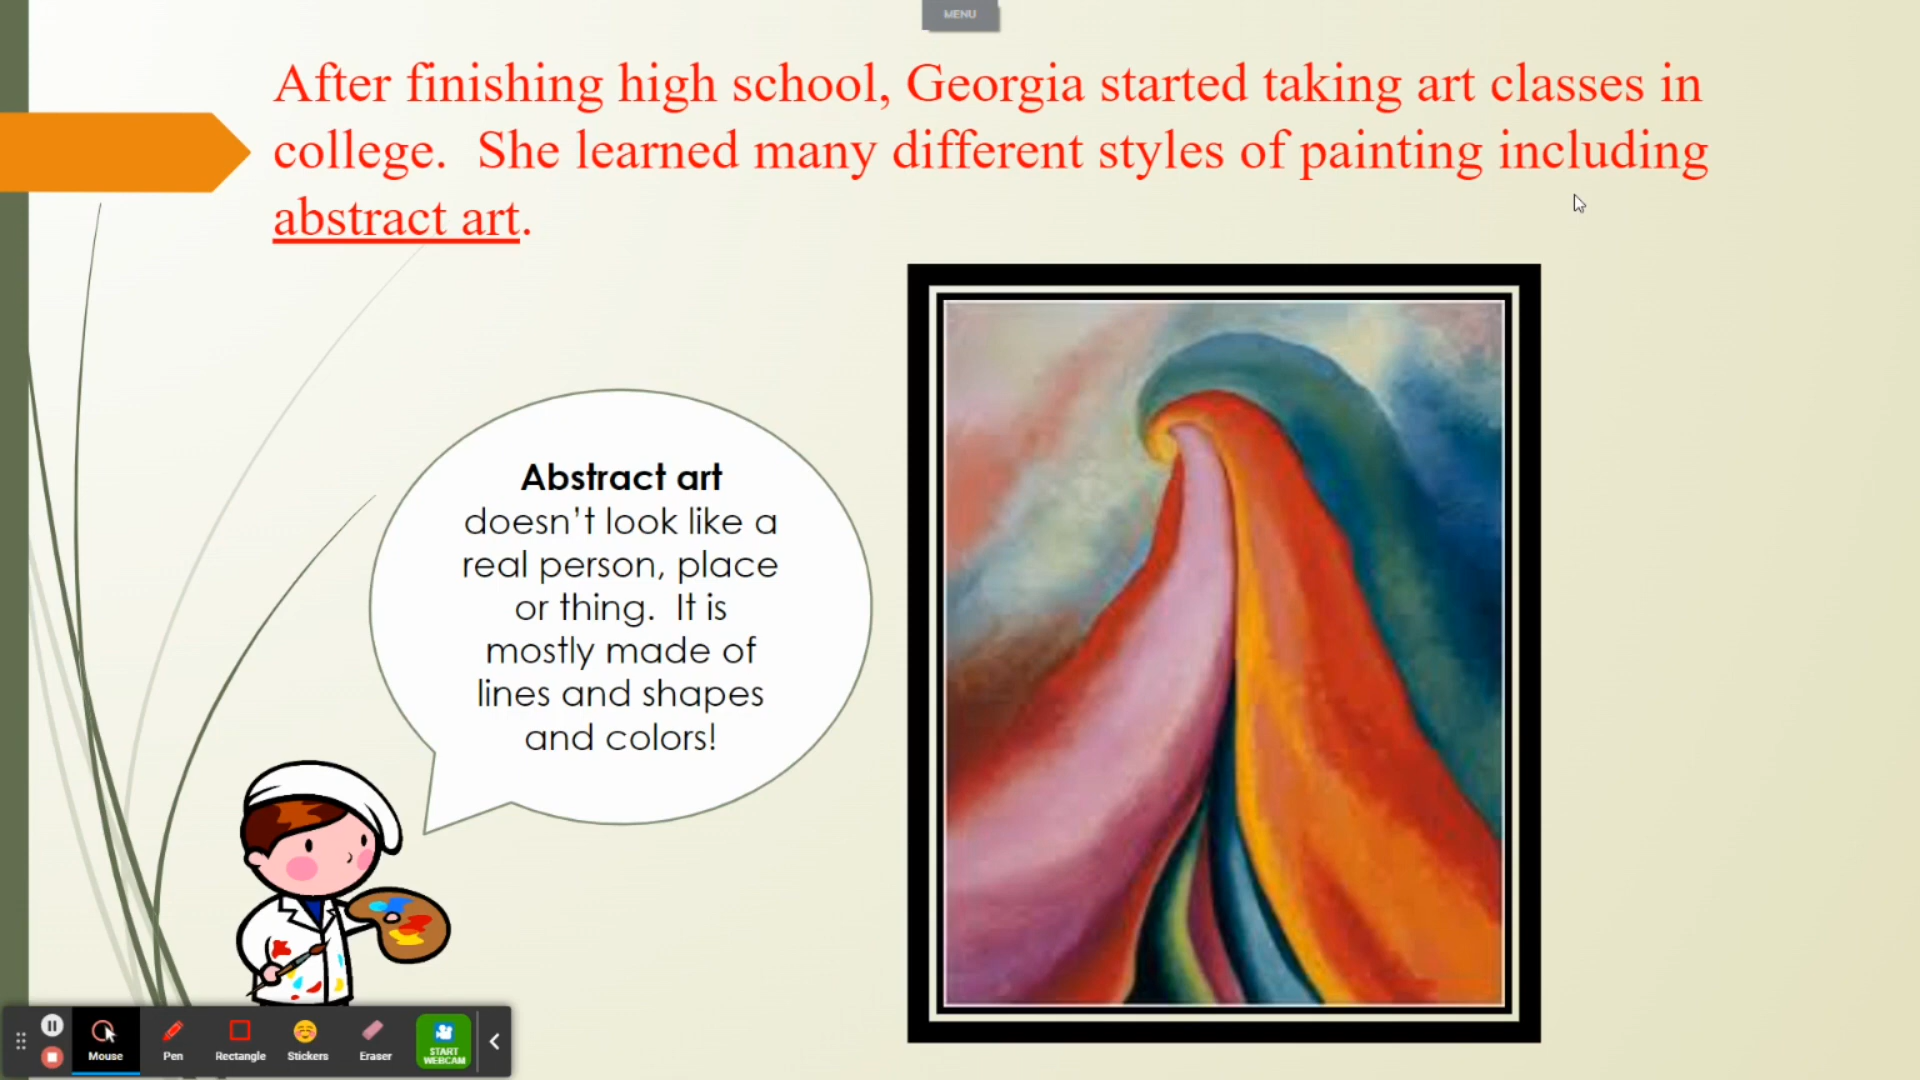 MENU
After finishing high school, Georgia started taking art classes in
college.  She learned many different styles of painting including
abstract art.
Abstract art
doesn’t look like a
real person, place
or thing.  It is
mostly made of
lines and shapes
and colors!
Mouse
Pen
Rectangle
Stickers
Eraser
START
WEBCAM